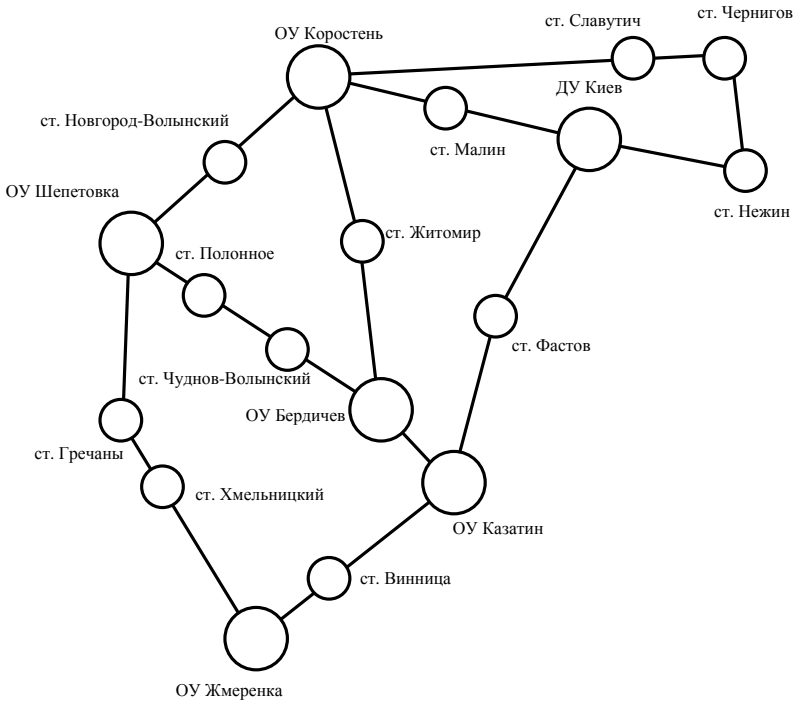 ст. Чернигов
ст. Славутич
ОУ Коростень
ДУ Киев
ст. Новгород-Волынский
ст. Малин
ОУ Шепетовка
ст. Нежин
ст. Житомир
ст. Полонное
ст. Фастов
ст. Чуднов-Волынский
ОУ Бердичев
ст. Гречаны
ст. Хмельницкий
ОУ Казатин
ст. Винница
ОУ Жмеренка